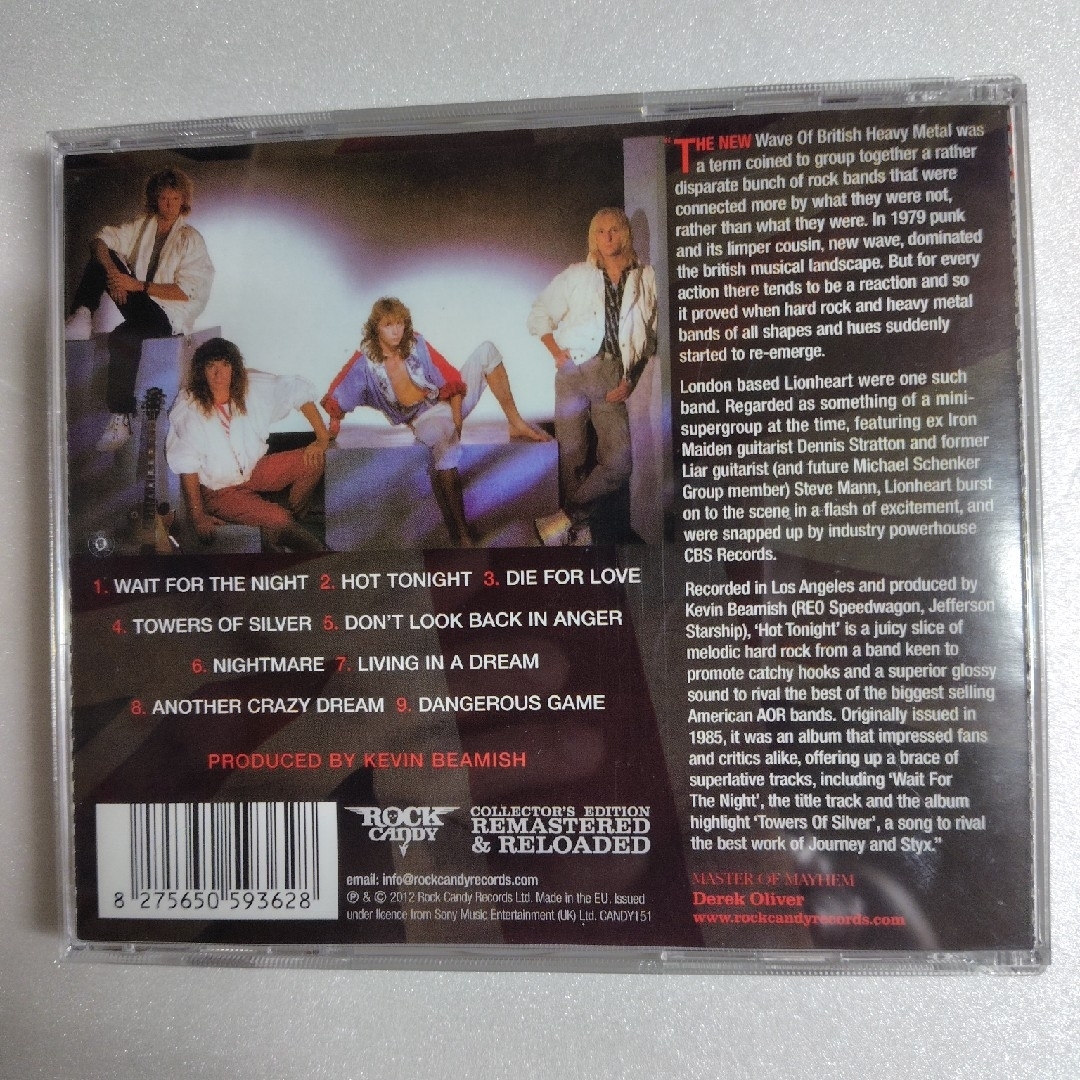 1. WAIT FOR THE NIGHT 2. HOT TONIGHT 3. DIE FOR LOVE
4. TOWERS OF SILVER 5. DON'T LOOK BACK IN ANGER
6. NIGHTMARE 7. LIVING IN A DREAM
8. ANOTHER CRAZY DREAM 9. DANGEROUS GAME
PRODUCED BY KEVIN BEAMISH
8 275650 593628
ROCK
CANDY
COLLECTOR'S EDITION
REMASTERED
& RELOADED
email: info@rockcandyrecords.com
℗ & © 2012 Rock Candy Records Ltd. Made in the EU. Issued
under licence from Sony Music Entertainment (UK) Ltd. CANDY151
"THE NEW Wave Of British Heavy Metal was
a term coined to group together a rather
disparate bunch of rock bands that were
connected more by what they were not,
rather than what they were. In 1979 punk
and its limper cousin, new wave, dominated
the british musical landscape. But for every
action there tends to be a reaction and so
it proved when hard rock and heavy metal
bands of all shapes and hues suddenly
started to re-emerge.
London based Lionheart were one such
band. Regarded as something of a mini-
supergroup at the time, featuring ex Iron
Maiden guitarist Dennis Stratton and former
Liar guitarist (and future Michael Schenker
Group member) Steve Mann, Lionheart burst
on to the scene in a flash of excitement, and
were snapped up by industry powerhouse
CBS Records.
Recorded in Los Angeles and produced by
Kevin Beamish (REO Speedwagon, Jefferson
Starship), 'Hot Tonight' is a juicy slice of
melodic hard rock from a band keen to
promote catchy hooks and a superior glossy
sound to rival the best of the biggest selling
American AOR bands. Originally issued in
1985, it was an album that impressed fans
and critics alike, offering up a brace of
superlative tracks, including 'Wait For
The Night', the title track and the album
highlight 'Towers Of Silver', a song to rival
the best work of Journey and Styx."
MASTER OF MAYHEM
Derek Oliver
www.rockcandyrecords.com